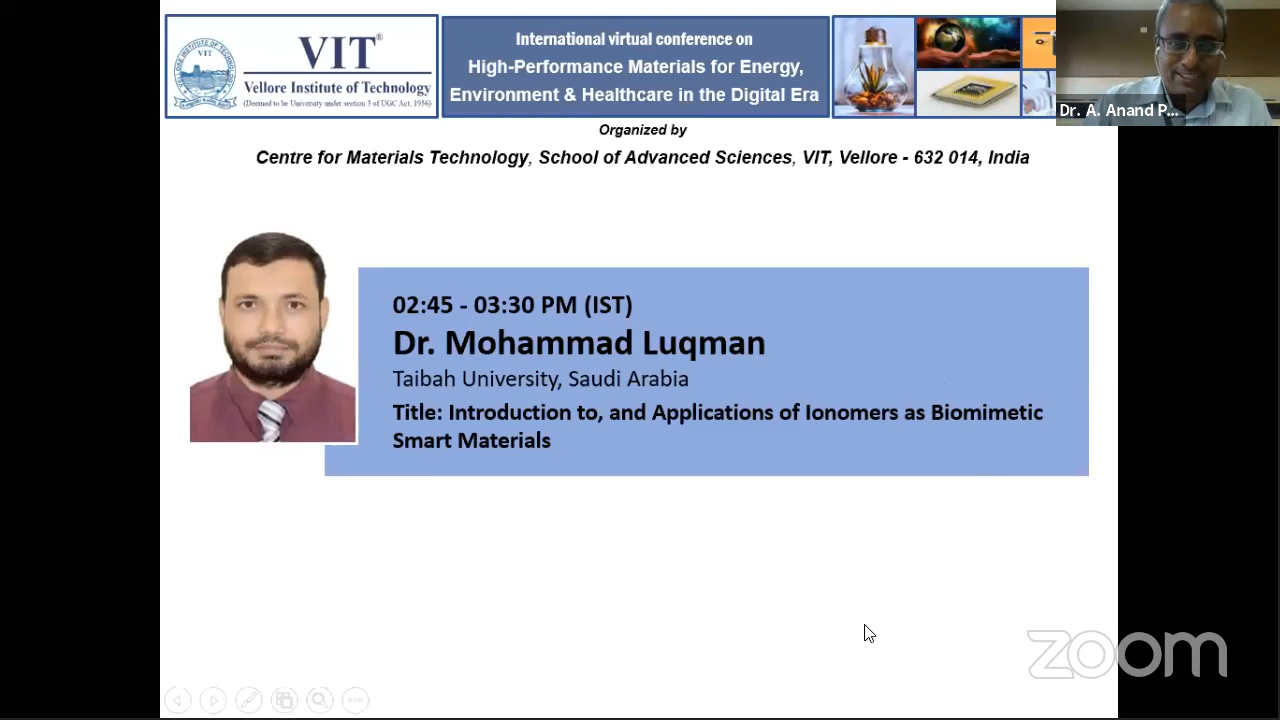 VIT®
Vellore Institute of Technology
(Deemed to be University under section 3 of UGC Act, 1956)
International virtual conference on
High-Performance Materials for Energy,
Environment & Healthcare in the Digital Era
Dr. A. Anand P...
Organized by
Centre for Materials Technology, School of Advanced Sciences, VIT, Vellore - 632 014, India
02:45 - 03:30 PM (IST)
Dr. Mohammad Luqman
Taibah University, Saudi Arabia
Title: Introduction to, and Applications of Ionomers as Biomimetic
Smart Materials
zoom